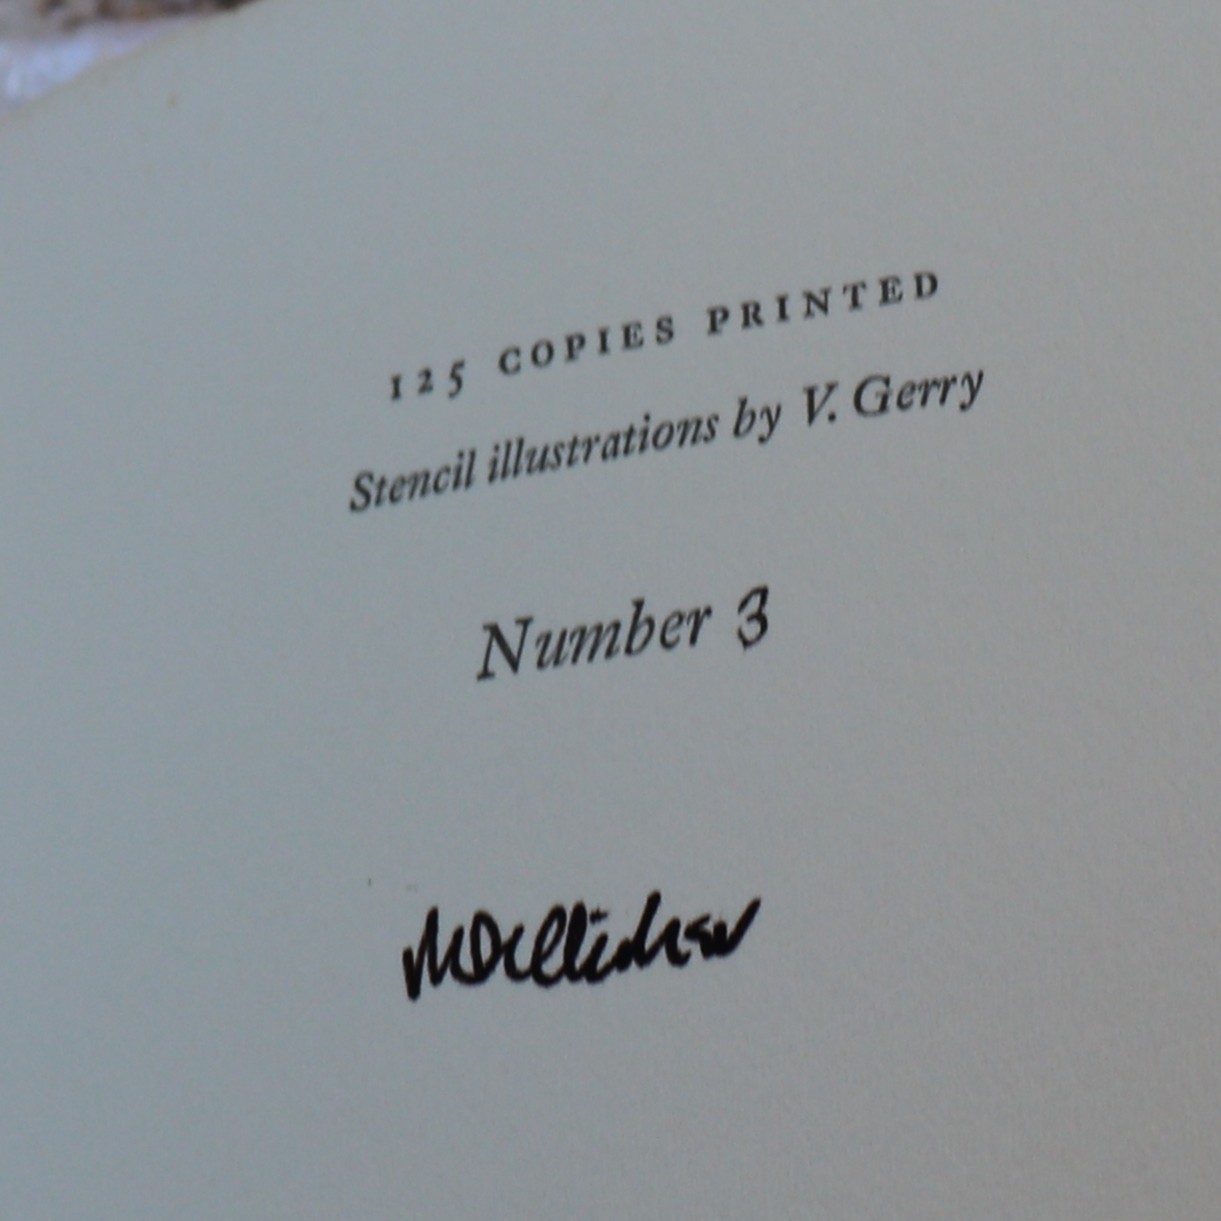 125 COPIES PRINTED
Stencil illustrations by V. Gerry
Number 3